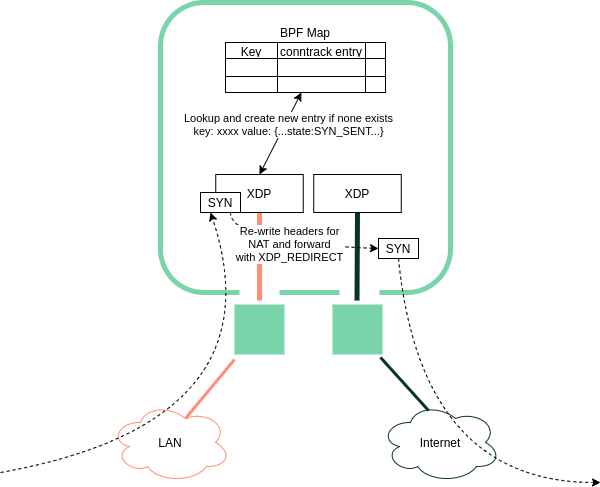 BPF Map
Key conntrack entry
Lookup and create new entry if none exists
key: xxxx value: {...state:SYN_SENT...}
XDP
XDP
SYN
Re-write headers for
NAT and forward
with XDP_REDIRECT
SYN
LAN
Internet